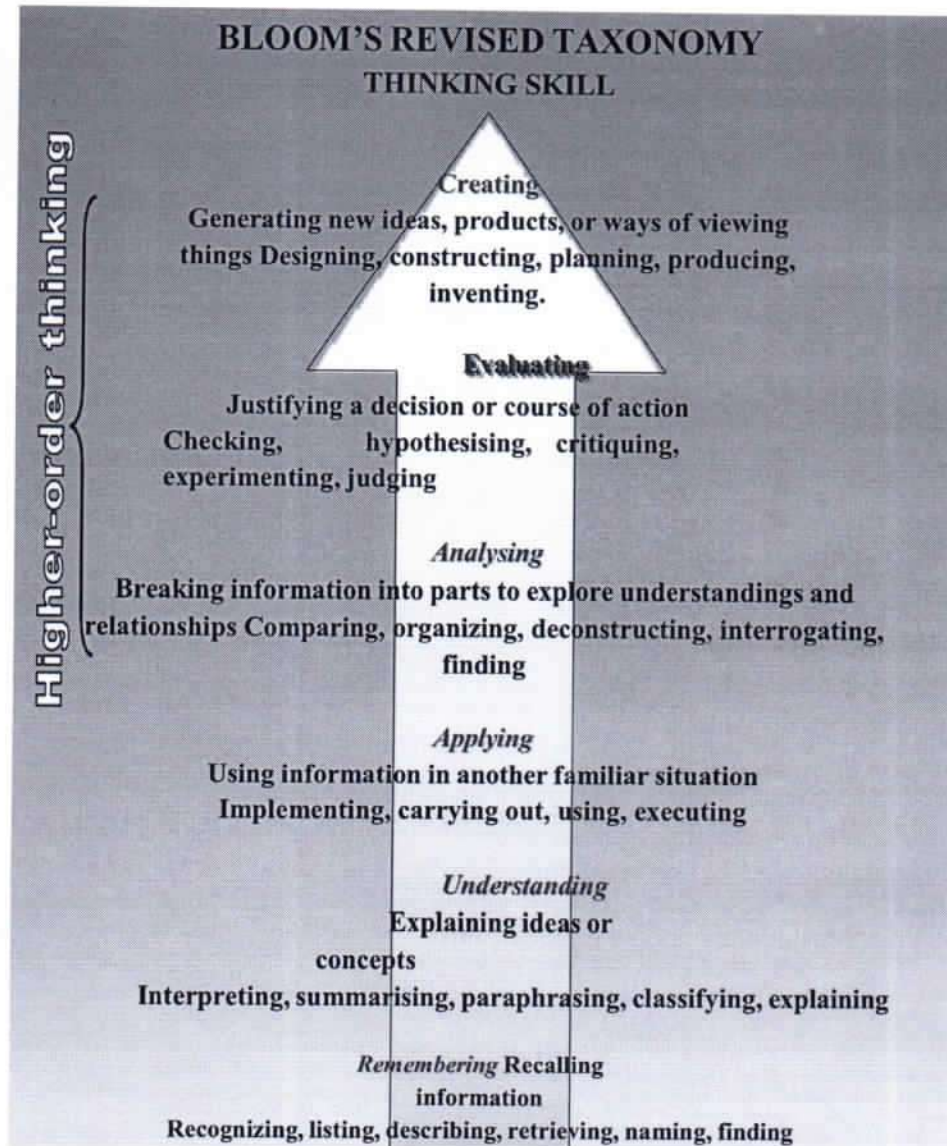 BLOOM'S REVISED TAXONOMY
THINKING SKILL
Higher-order thinking
Creating
Generating new ideas, products, or ways of viewing
things Designing, constructing, planning, producing,
inventing.
Evaluating
Justifying a decision or course of action
Checking, hypothesising, critiquing,
experimenting, judging
Analysing
Breaking information into parts to explore understandings and
relationships Comparing, organizing, deconstructing, interrogating,
finding
Applying
Using information in another familiar situation
Implementing, carrying out, using, executing
Understanding
Explaining ideas or
concepts
Interpreting, summarising, paraphrasing, classifying, explaining
Remembering Recalling
information
Recognizing, listing, describing, retrieving, naming, finding